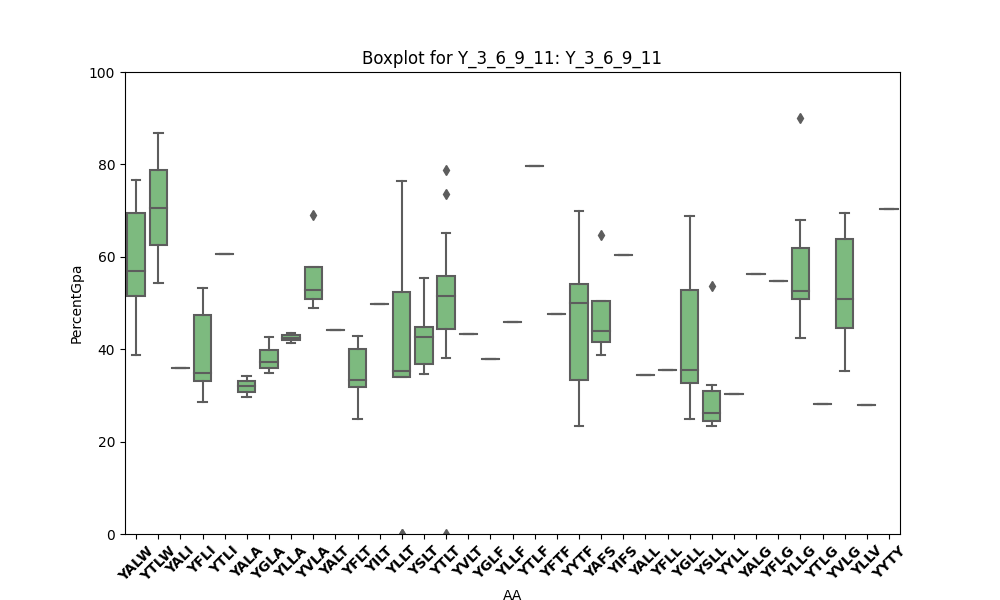 Boxplot for Y_3_6_9_11: Y_3_6_9_11
PercentGpa
100
80
60
40
20
0
YALW YTLW YALI YFLI YTLI YALA YGLA YLLA YVLA YALT YFLT YILT YLLT YSLT YTLT YVLT YGLF YLLF YTLF YFTF YYTF YAFS YIFS YALL YFLL YGLL YSLL YYLL YALG YFLG YLLG YTLG YVLG YLLV YYTY
AA